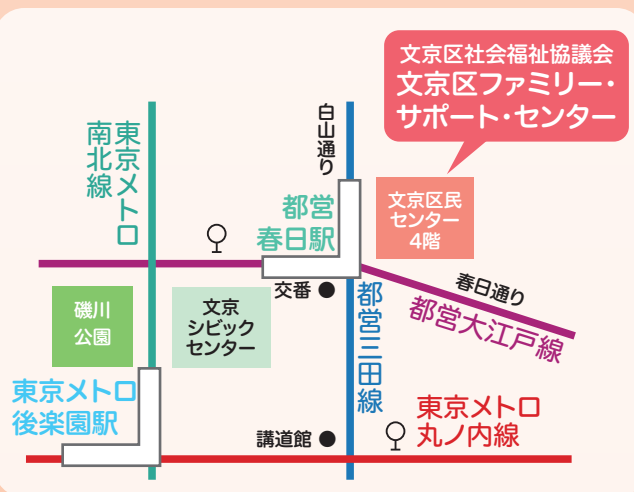 文京区社会福祉協議会
文京区ファミリー・
サポート・センター
白山通り
東京メトロ
南北線
都営
春日駅
文京区民
センター
4階
交番
春日通り
都営大江戸線
都営三田線
礒川
公園
文京
シビック
センター
東京メトロ
後楽園駅
東京メトロ
丸ノ内線
講道館